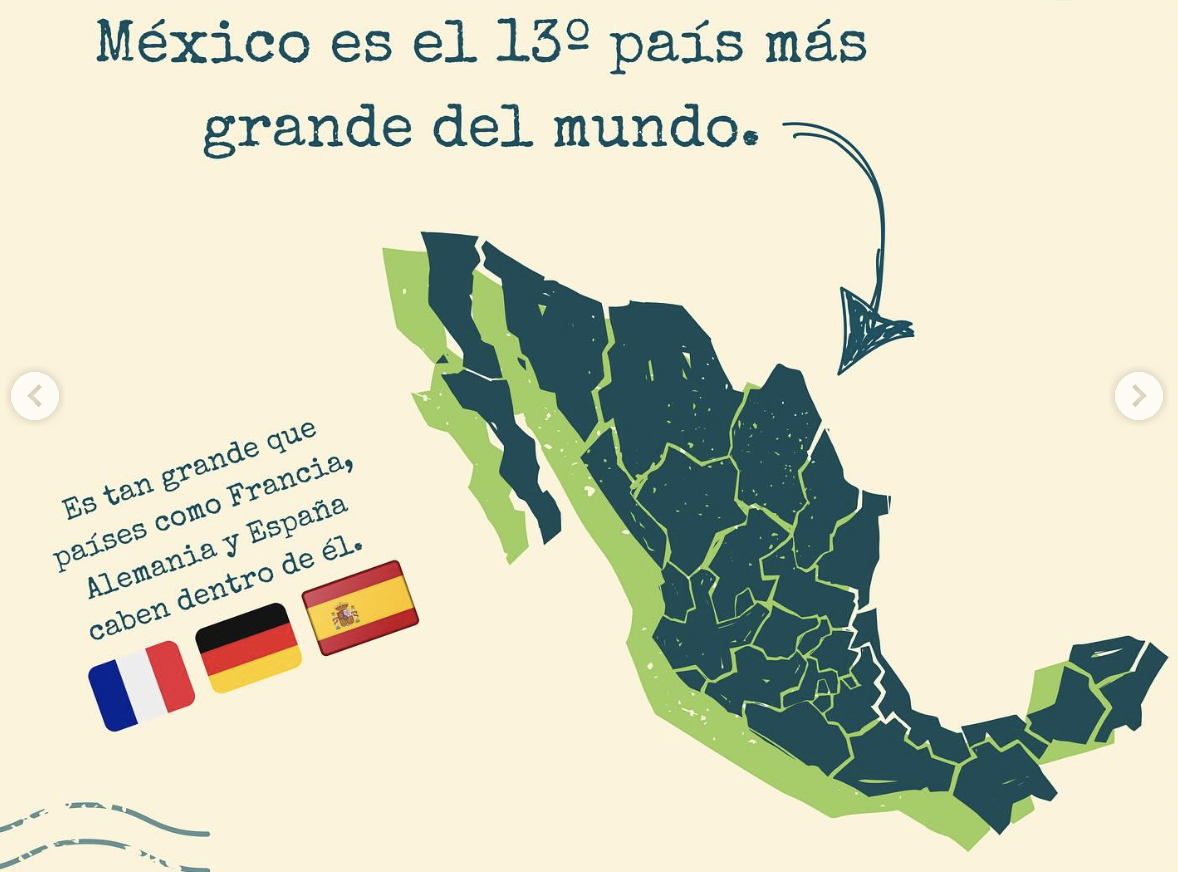 México es el 13º país más
grande del mundo.
Es tan grande que
países como Francia,
Alemania y España
caben dentro de él.